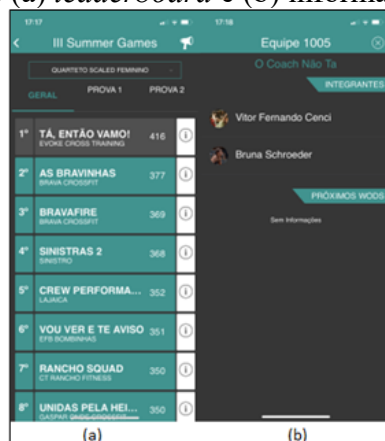 (a) leaderboard e (b) informa
17:17
III Summer Games
QUARTETO SCALED FEMININO
GERAL PROVA 1 PROVA 2
1º TÁ, ENTÃO VAMO! 416
EVOKE CROSS TRAINING
2º AS BRAVINHAS 377
BRAVA CROSSFIT
3º BRAVAFIRE 369
BRAVA CROSSFIT
4º SINISTRAS 2 368
SINISTRO
5º CREW PERFORMA... 352
LAJAICA
6º VOU VER E TE AVISO 351
EFB BOMBINHAS
7º RANCHO SQUAD 350
CT RANCHO FITNESS
8º UNIDAS PELA HEI... 350
GASPAR
(a)
17:18
Equipe 1005
O Coach Não Ta
INTEGRANTES
Vitor Fernando Cenci
Bruna Schroeder
PRÓXIMOS WODS
Sem Informações
(b)